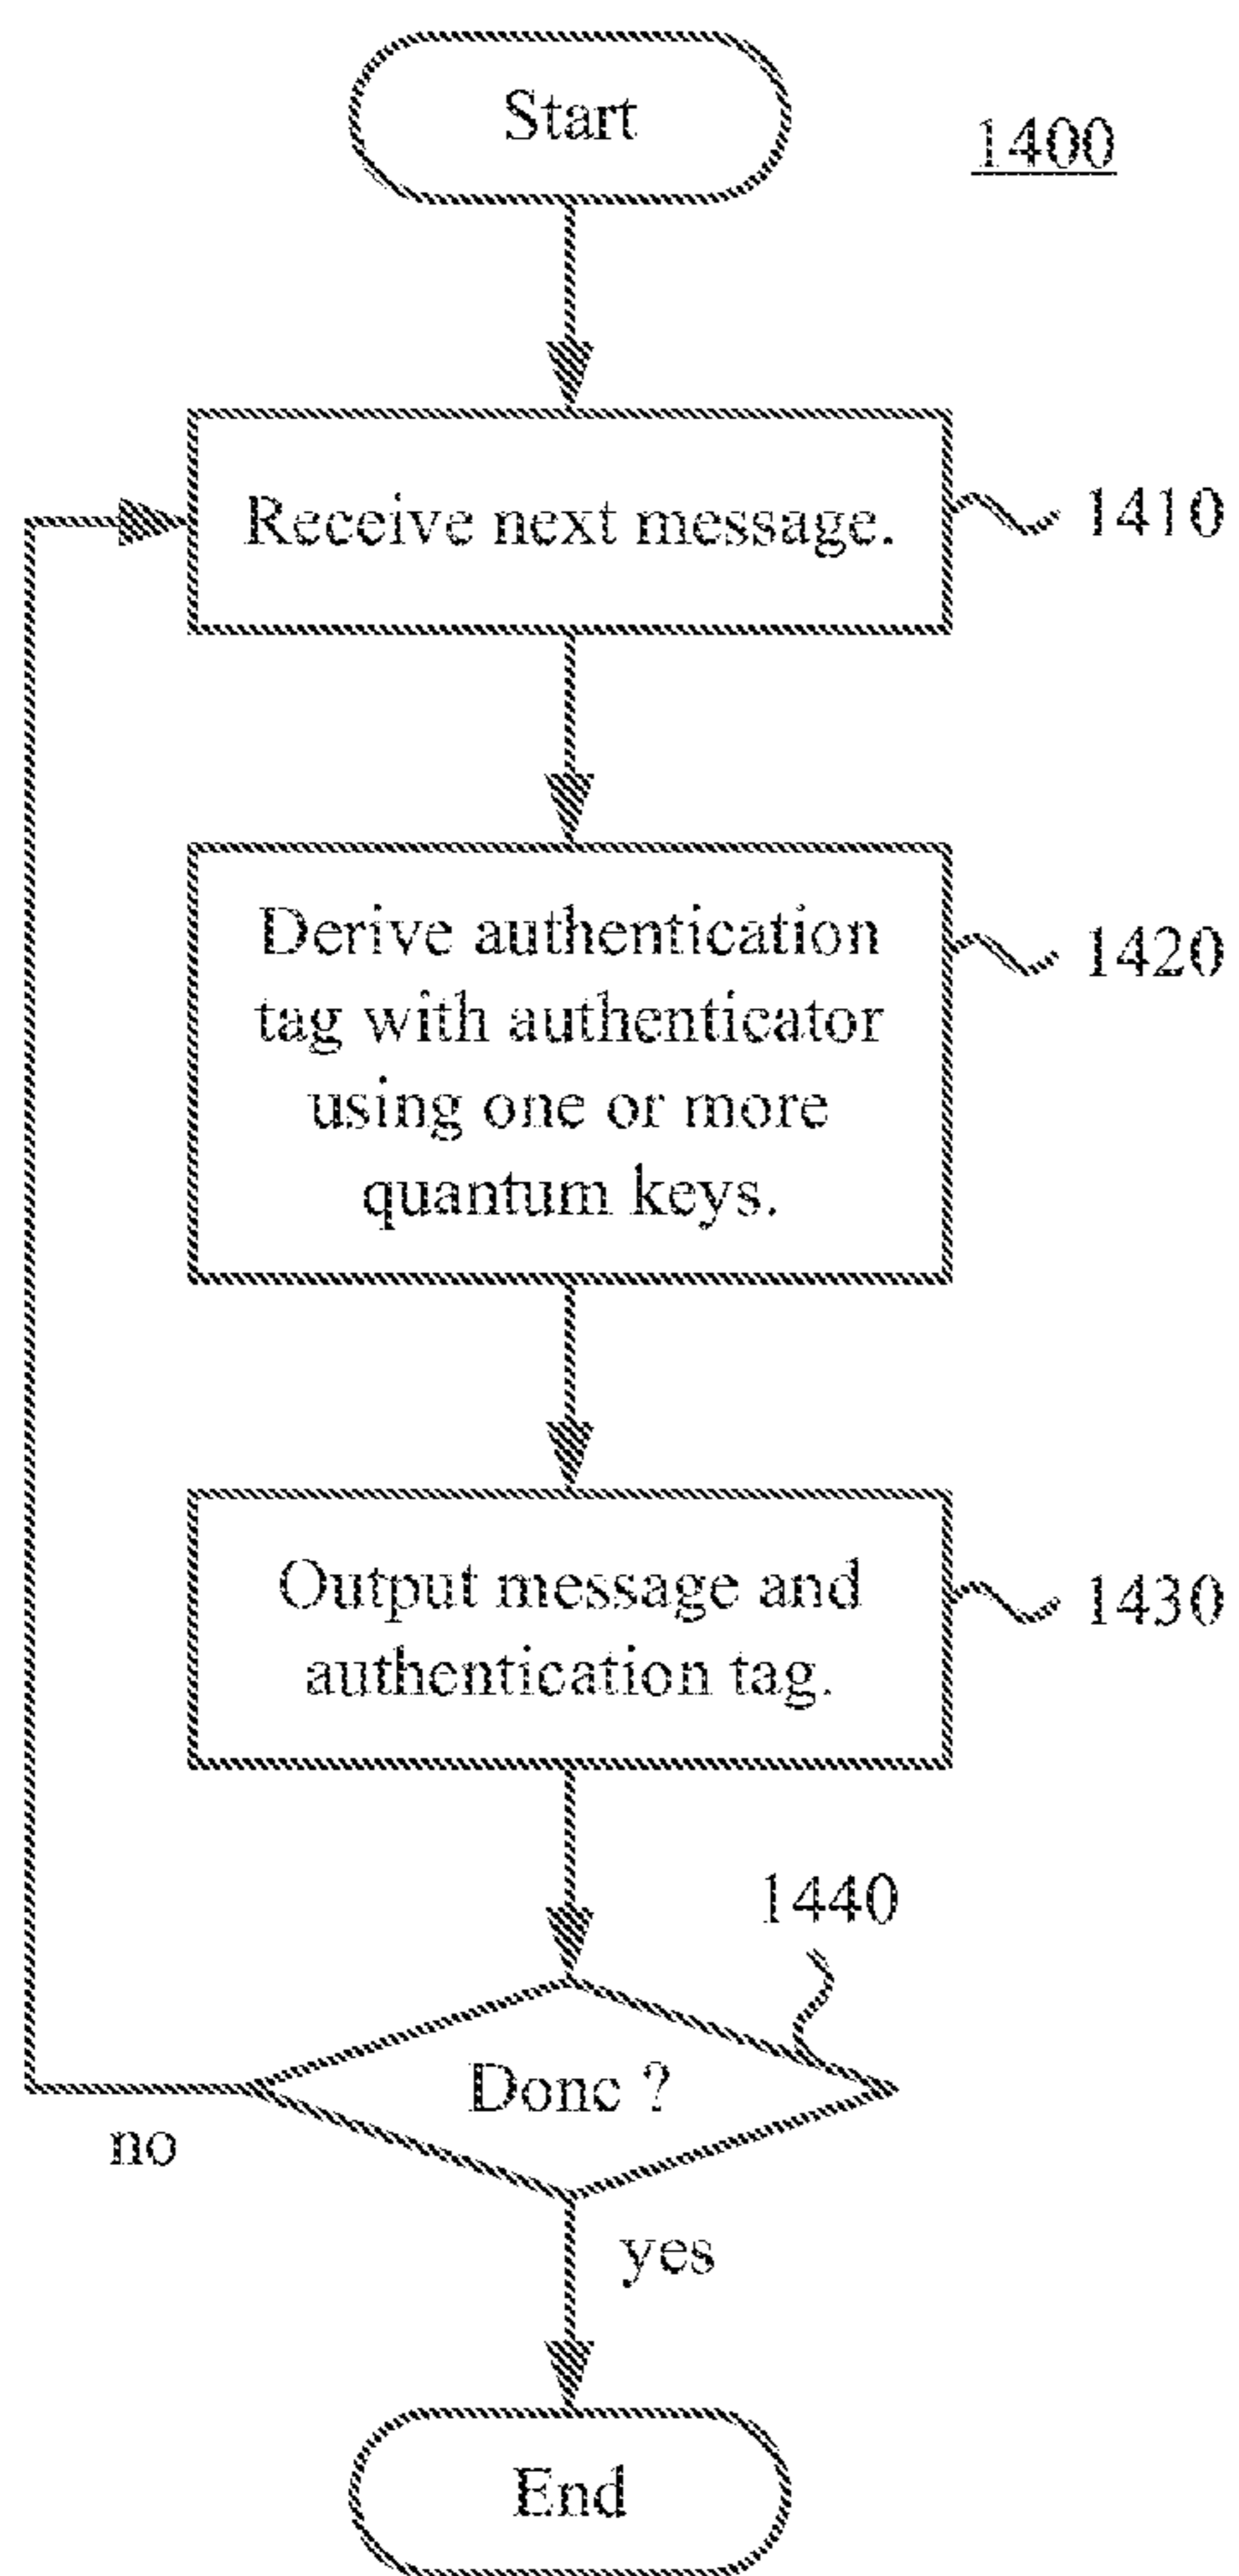 Start
1400
Receive next message.
1410
Derive authentication
tag with authenticator
using one or more
quantum keys.
1420
Output message and
authentication tag.
1430
1440
Done ?
no
yes
End